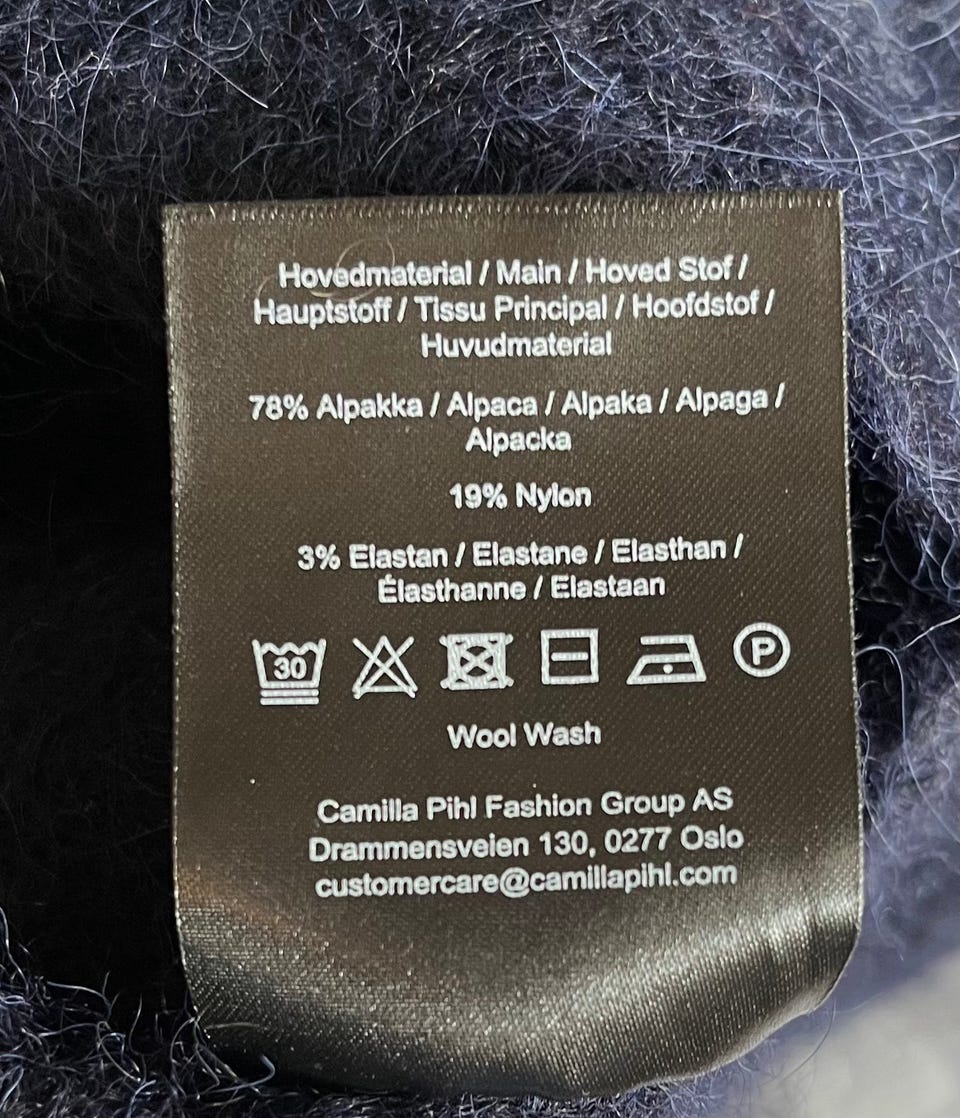 Hovedmaterial / Main / Hoved Stof /
Hauptstoff / Tissu Principal / Hoofdstof /
Huvudmaterial
78% Alpakka / Alpaca / Alpaka / Alpaga /
Alpacka
19% Nylon
3% Elastan / Elastane / Elasthan /
Élasthanne / Elastaan
30 P
Wool Wash
Camilla Pihl Fashion Group AS
Drammensveien 130, 0277 Oslo
customercare@camillapihl.com